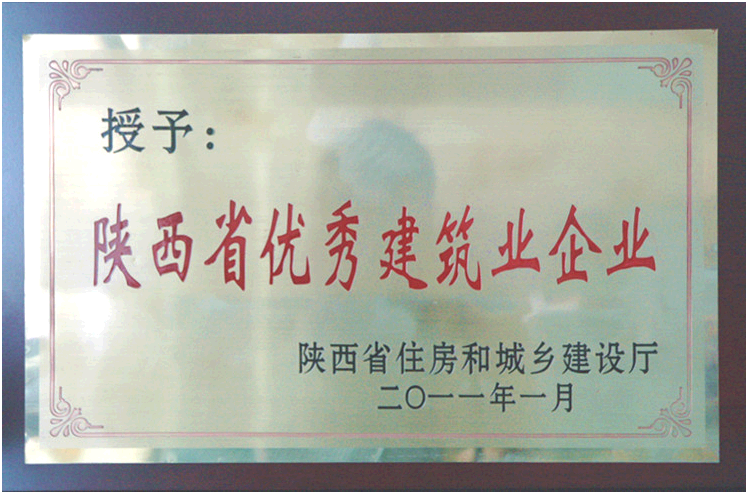 授予：
陕西省优秀建筑业企业
陕西省住房和城乡建设厅
二〇一一年一月